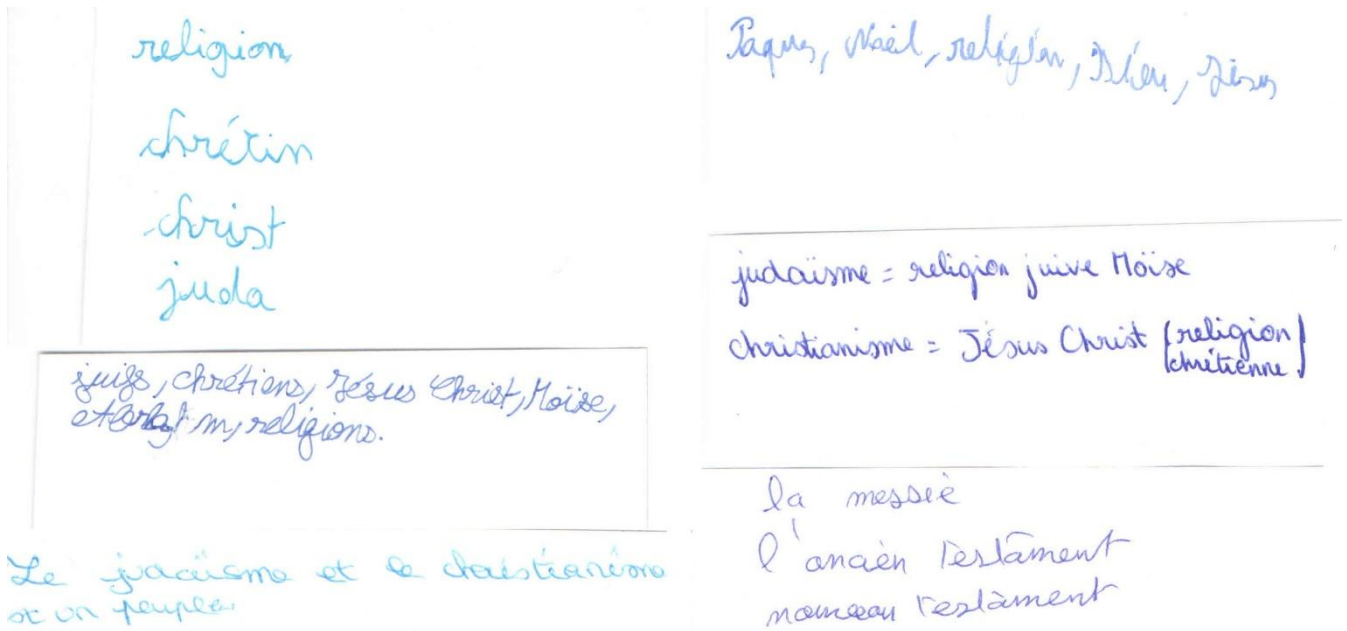 religion
chrétin
christ
juda
juifs, chrétiens, Jésus Christ, Moïse,
religions.
Le judaïsme et le christianisme
est un peuple
Paques, Noël, religion, Dieu, Jésus
judaïsme = religion juive Moïse
christianisme = Jésus Christ (religion
chrétienne)
la messie
l'ancien testament
nouveau testament